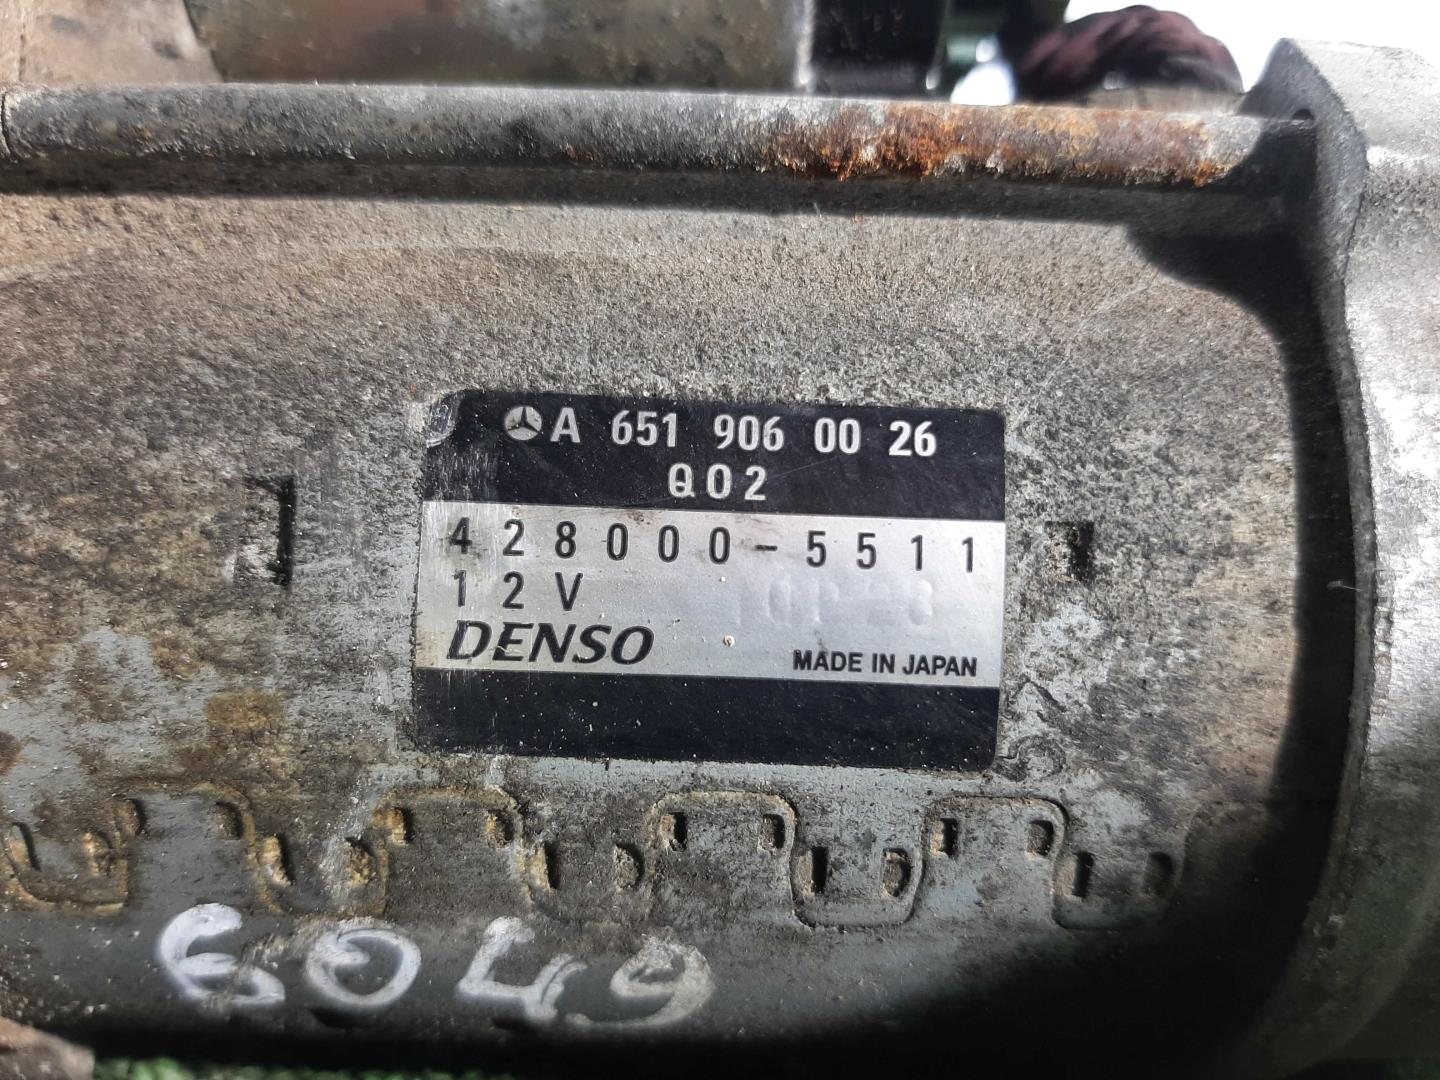 A 651 906 00 26
Q02
428000-5511
12V
DENSO
MADE IN JAPAN
6049